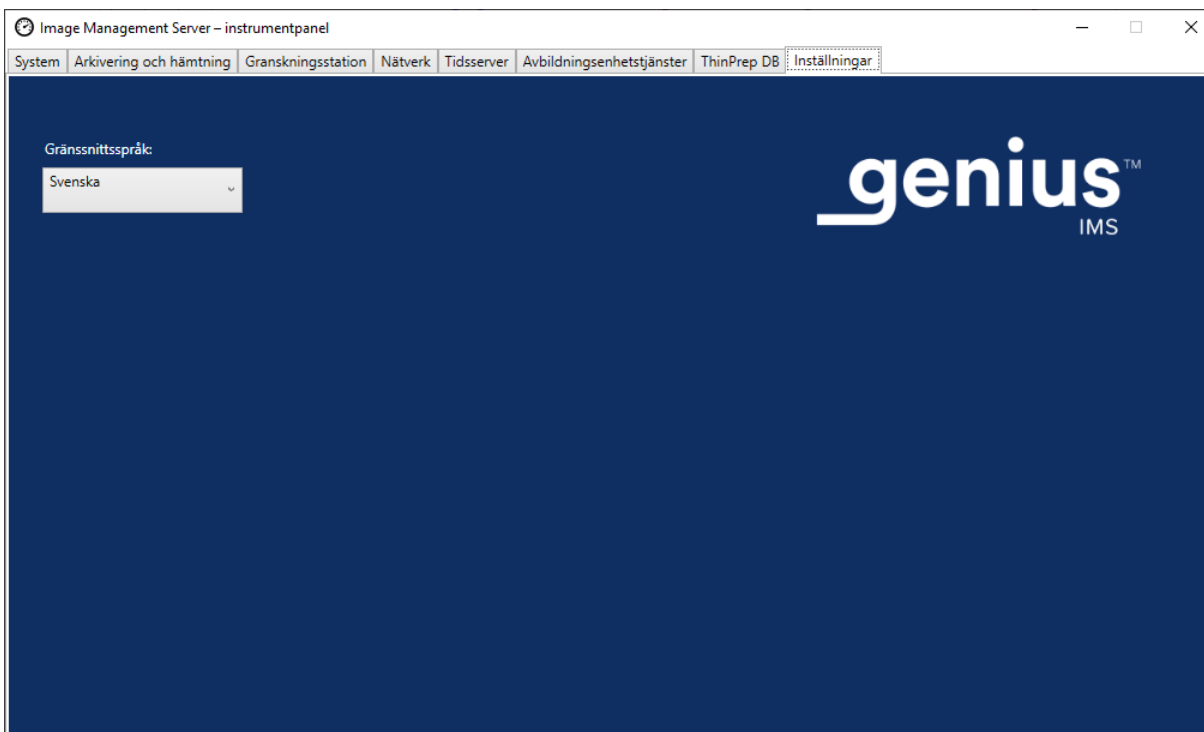 Image Management Server – instrumentpanel
System Arkivering och hämtning Granskningsstation Nätverk Tidsserver Avbildningsenhetstjänster ThinPrep DB Inställningar
Gränssnittsspråk:
Svenska
genius™
IMS